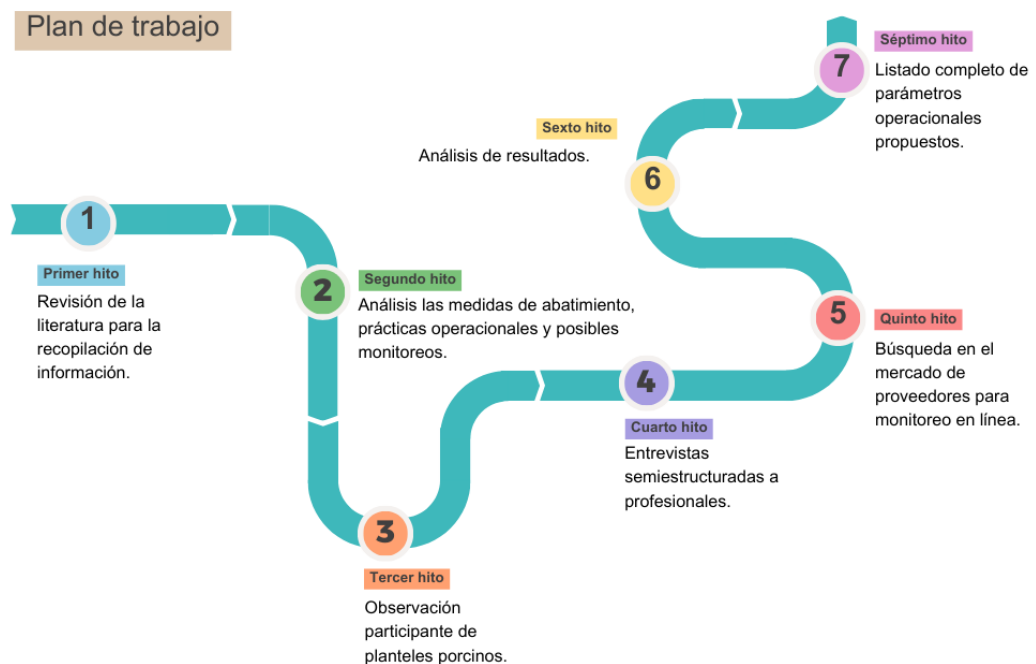 Plan de trabajo
1
Primer hito
Revisión de la
literatura para la
recopilación de
información.
2
Segundo hito
Análisis las medidas de abatimiento,
prácticas operacionales y posibles
monitoreos.
3
Tercer hito
Observación
participante de
planteles porcinos.
4
Cuarto hito
Entrevistas
semiestructuradas a
profesionales.
5
Quinto hito
Búsqueda en el
mercado de
proveedores para
monitoreo en línea.
6
Sexto hito
Análisis de resultados.
7
Séptimo hito
Listado completo de
parámetros
operacionales
propuestos.